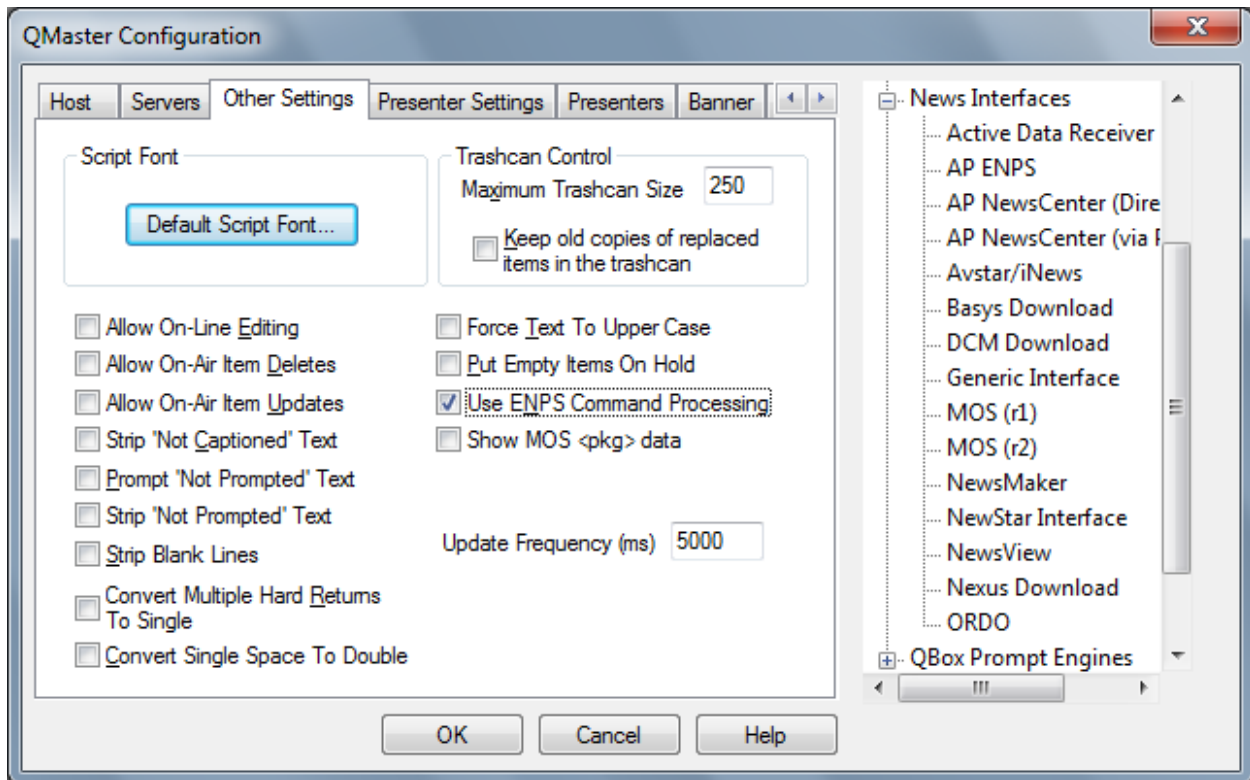 QMaster Configuration
Host
Servers
Other Settings
Presenter Settings
Presenters
Banner
Script Font
Default Script Font...
Trashcan Control
Maximum Trashcan Size
250
Keep old copies of replaced
items in the trashcan
Allow On-Line Editing
Allow On-Air Item Deletes
Allow On-Air Item Updates
Strip "Not Captioned" Text
Prompt "Not Prompted" Text
Strip "Not Prompted" Text
Strip Blank Lines
Convert Multiple Hard Returns
To Single
Convert Single Space To Double
Force Text To Upper Case
Put Empty Items On Hold
Use ENPS Command Processing
Show MOS <pkg> data
Update Frequency (ms)
5000
News Interfaces
Active Data Receiver
AP ENPS
AP NewsCenter (Dire
AP NewsCenter (via
Avstar/iNews
Basys Download
DCM Download
Generic Interface
MOS (r1)
MOS (r2)
NewsMaker
NewStar Interface
NewsView
Nexus Download
ORDO
QBox Prompt Engines
OK
Cancel
Help